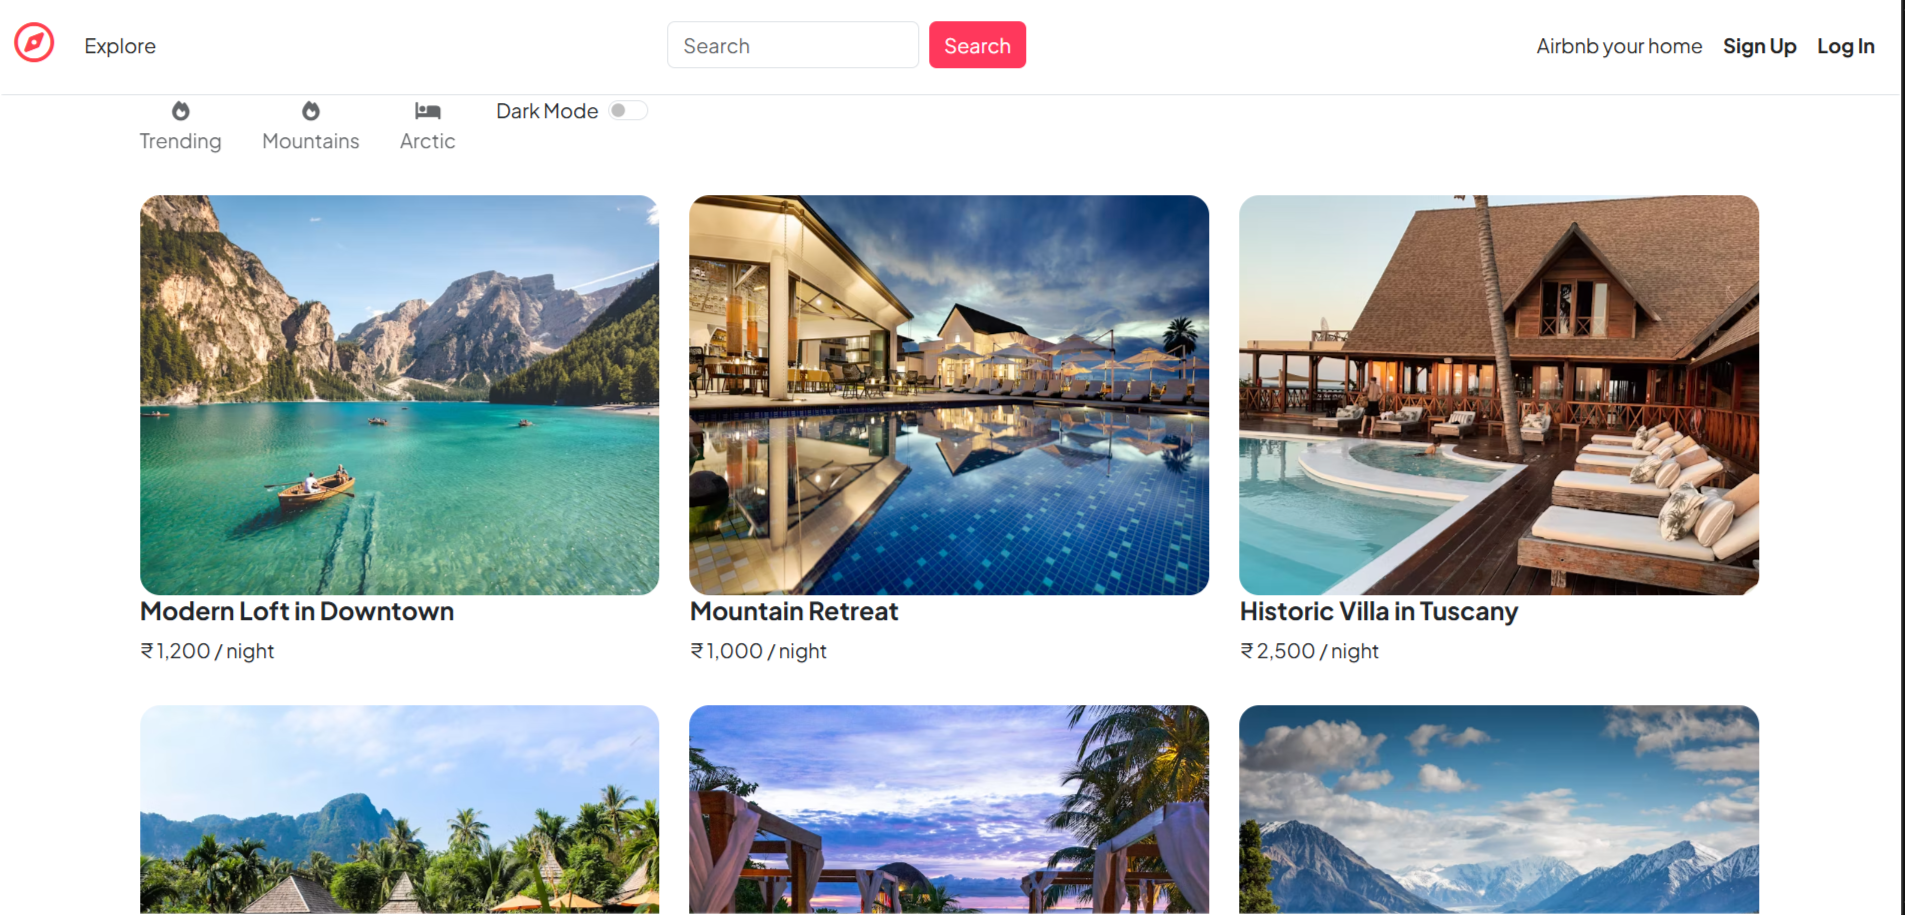 Explore
Search
Search
Airbnb your home
Sign Up
Log In
Trending
Mountains
Arctic
Dark Mode
Modern Loft in Downtown
₹1,200 / night
Mountain Retreat
₹1,000 / night
Historic Villa in Tuscany
₹2,500 / night